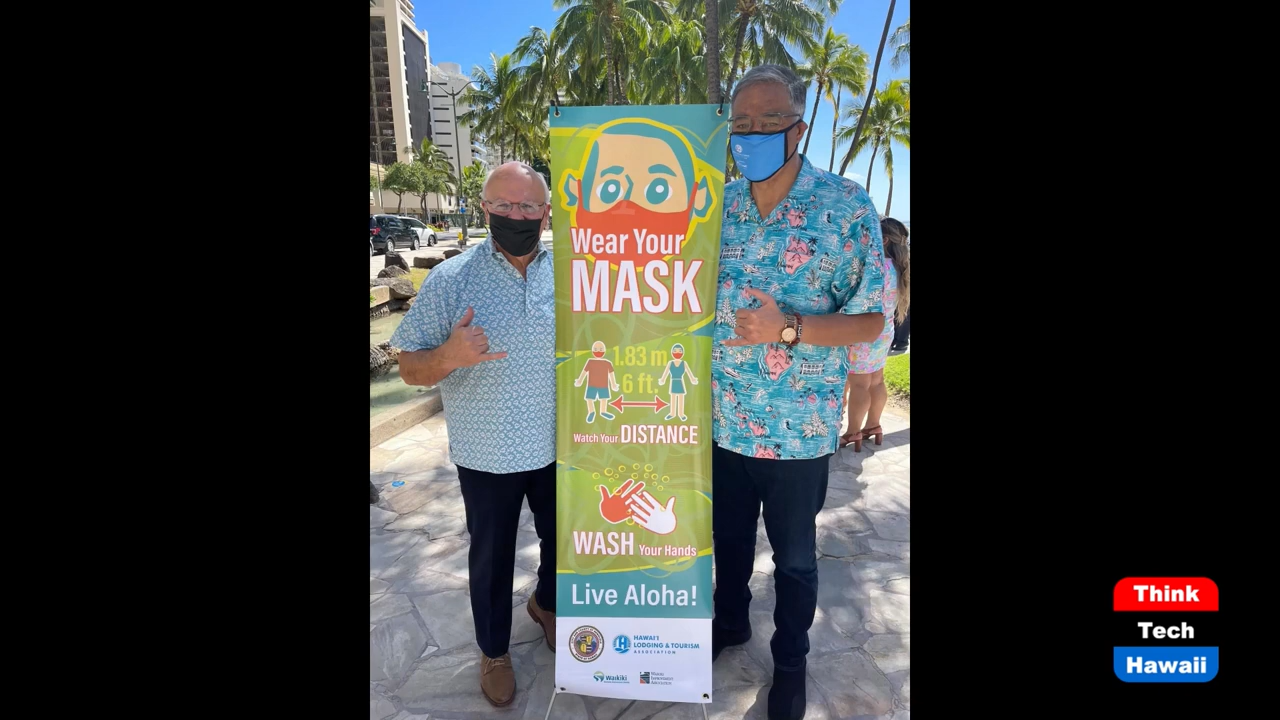 Wear Your
MASK
1.83 m
6 ft.
Watch Your DISTANCE
WASH Your Hands
Live Aloha!
HAWAI'I
LODGING & TOURISM
ASSOCIATION
Waikiki
Think
Tech
Hawaii